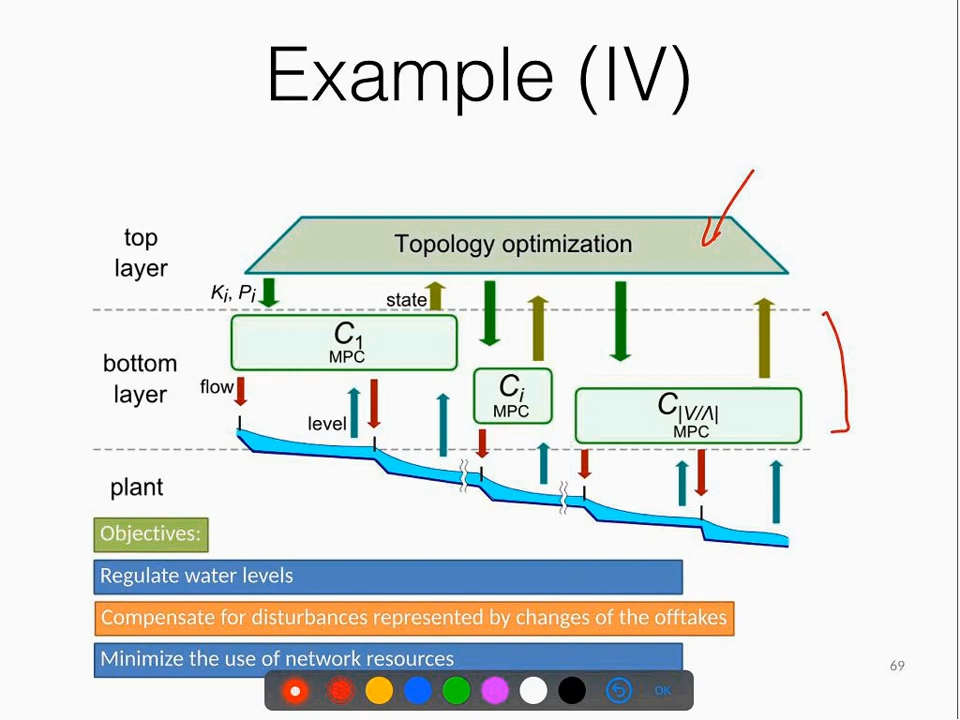 Example (IV)
top
layer
Topology optimization
Ki, Pi
state
bottom
layer
C1
MPC
Ci
MPC
C|V/Λ|
MPC
flow
level
plant
Objectives:
Regulate water levels
Compensate for disturbances represented by changes of the offtakes
Minimize the use of network resources
69
OK